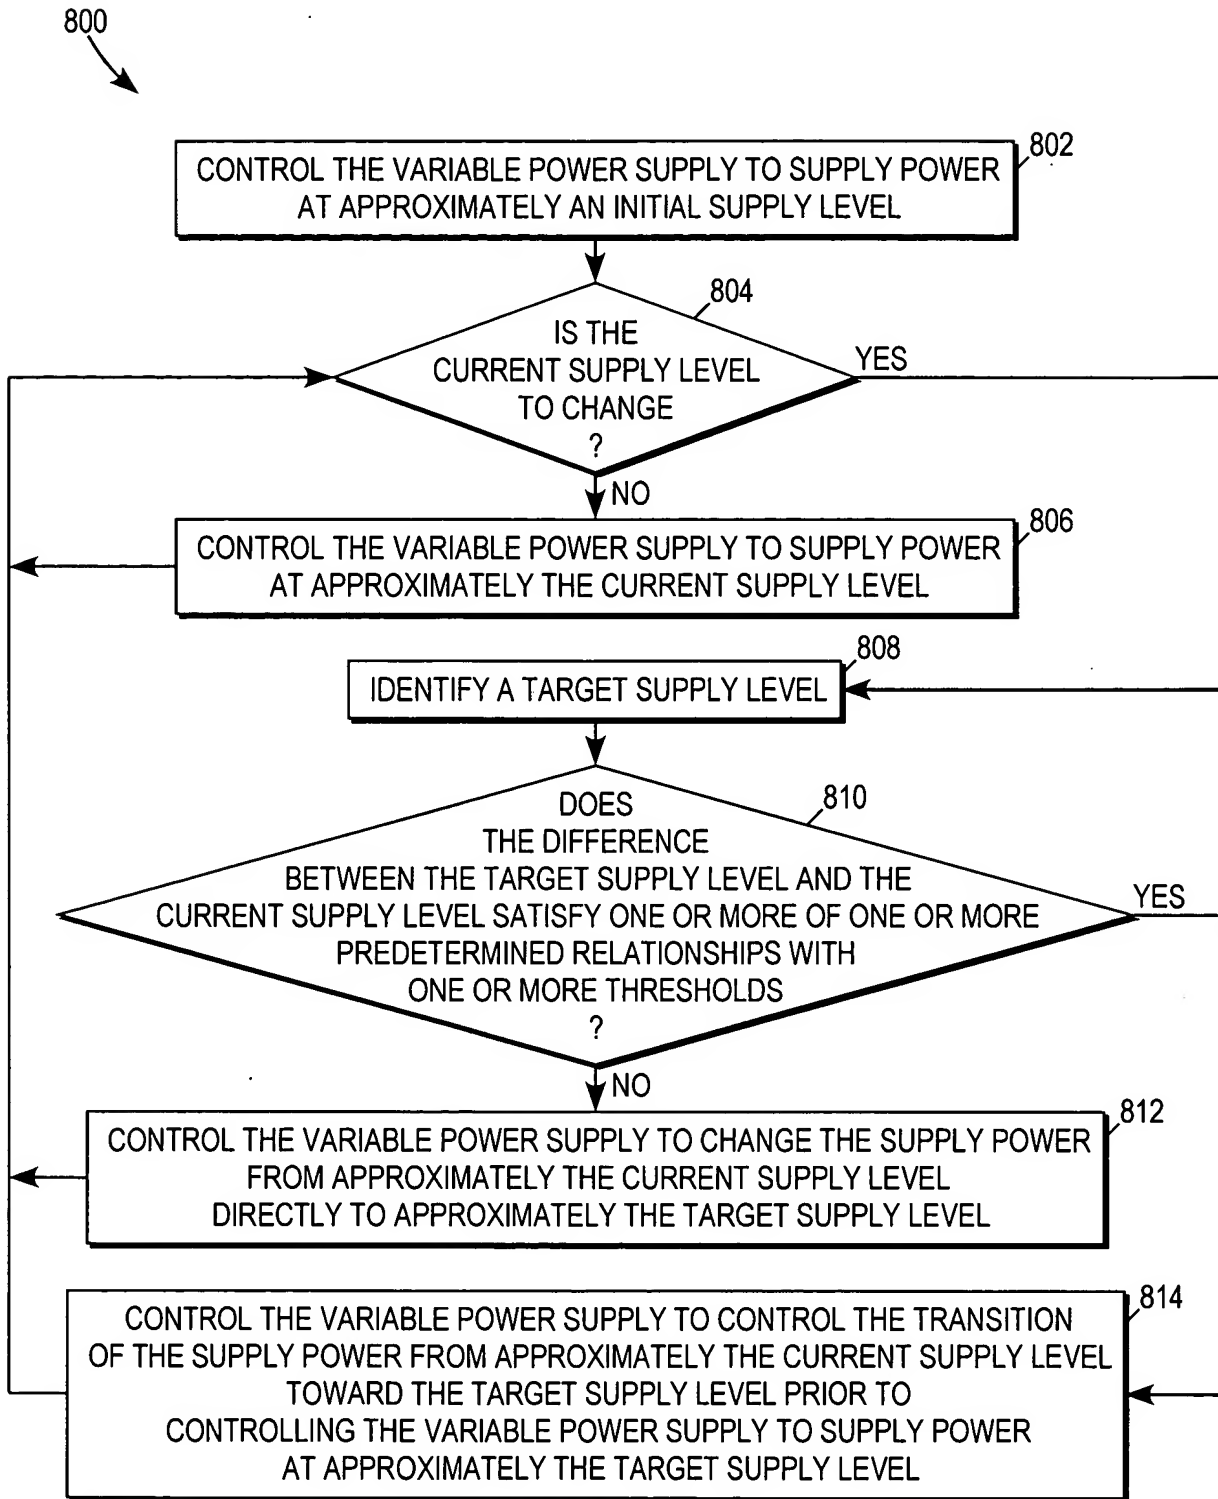 800
CONTROL THE VARIABLE POWER SUPPLY TO SUPPLY POWER
AT APPROXIMATELY AN INITIAL SUPPLY LEVEL
802
804
IS THE
CURRENT SUPPLY LEVEL
TO CHANGE
?
YES
NO
CONTROL THE VARIABLE POWER SUPPLY TO SUPPLY POWER
AT APPROXIMATELY THE CURRENT SUPPLY LEVEL
806
808
IDENTIFY A TARGET SUPPLY LEVEL
810
DOES
THE DIFFERENCE
BETWEEN THE TARGET SUPPLY LEVEL AND THE
CURRENT SUPPLY LEVEL SATISFY ONE OR MORE OF ONE OR MORE
PREDETERMINED RELATIONSHIPS WITH
ONE OR MORE THRESHOLDS
?
YES
NO
812
CONTROL THE VARIABLE POWER SUPPLY TO CHANGE THE SUPPLY POWER
FROM APPROXIMATELY THE CURRENT SUPPLY LEVEL
DIRECTLY TO APPROXIMATELY THE TARGET SUPPLY LEVEL
814
CONTROL THE VARIABLE POWER SUPPLY TO CONTROL THE TRANSITION
OF THE SUPPLY POWER FROM APPROXIMATELY THE CURRENT SUPPLY LEVEL
TOWARD THE TARGET SUPPLY LEVEL PRIOR TO
CONTROLLING THE VARIABLE POWER SUPPLY TO SUPPLY POWER
AT APPROXIMATELY THE TARGET SUPPLY LEVEL